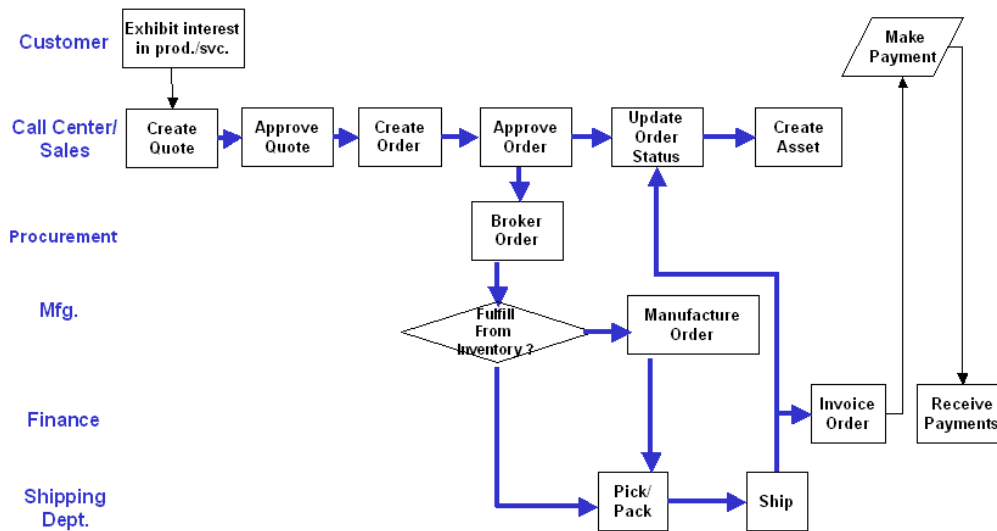 Customer
Exhibit interest
in prod./svc.
Make
Payment
Call Center/
Sales
Create
Quote
Approve
Quote
Create
Order
Approve
Order
Update
Order
Status
Create
Asset
Procurement
Broker
Order
Mfg.
Fulfill
From
Inventory ?
Manufacture
Order
Finance
Invoice
Order
Receive
Payments
Shipping
Dept.
Pick/
Pack
Ship